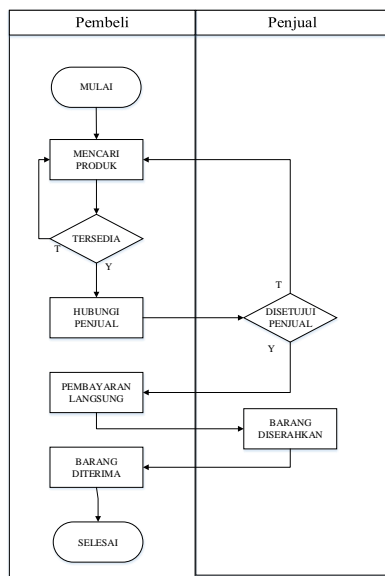 Pembeli
Penjual
MULAI
MENCARI
PRODUK
TERSEDIA
T
Y
HUBUNGI
PENJUAL
T
DISETUJUI
PENJUAL
Y
PEMBAYARAN
LANGSUNG
BARANG
DISERAHKAN
BARANG
DITERIMA
SELESAI